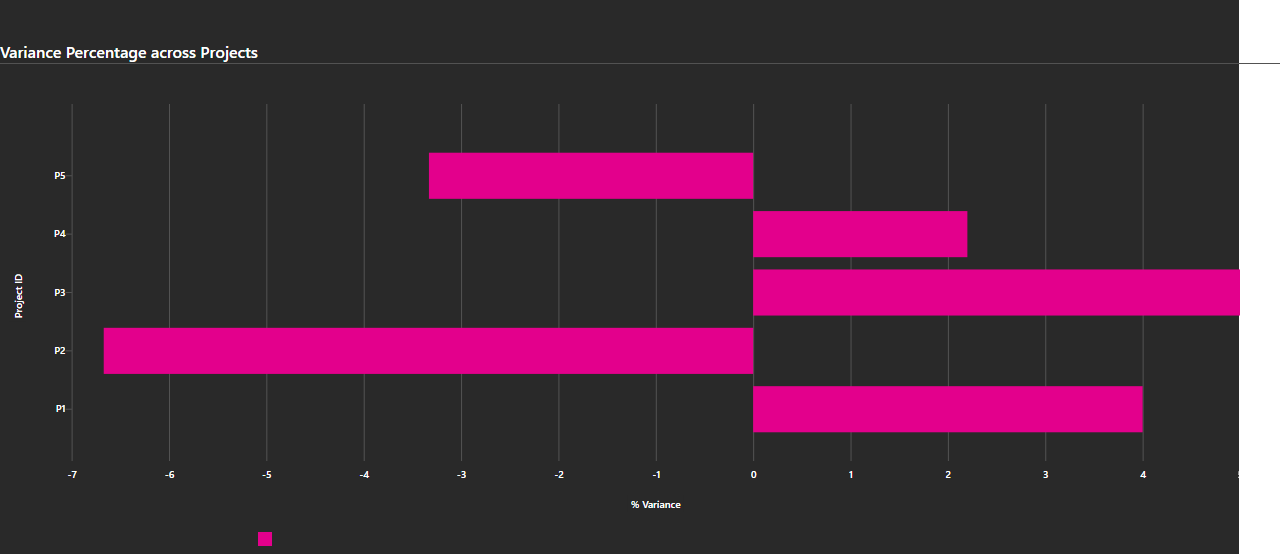 Variance Percentage across Projects
P5
P4
P3
P2
P1
Project ID
-7 -6 -5 -4 -3 -2 -1 0 1 2 3 4
% Variance